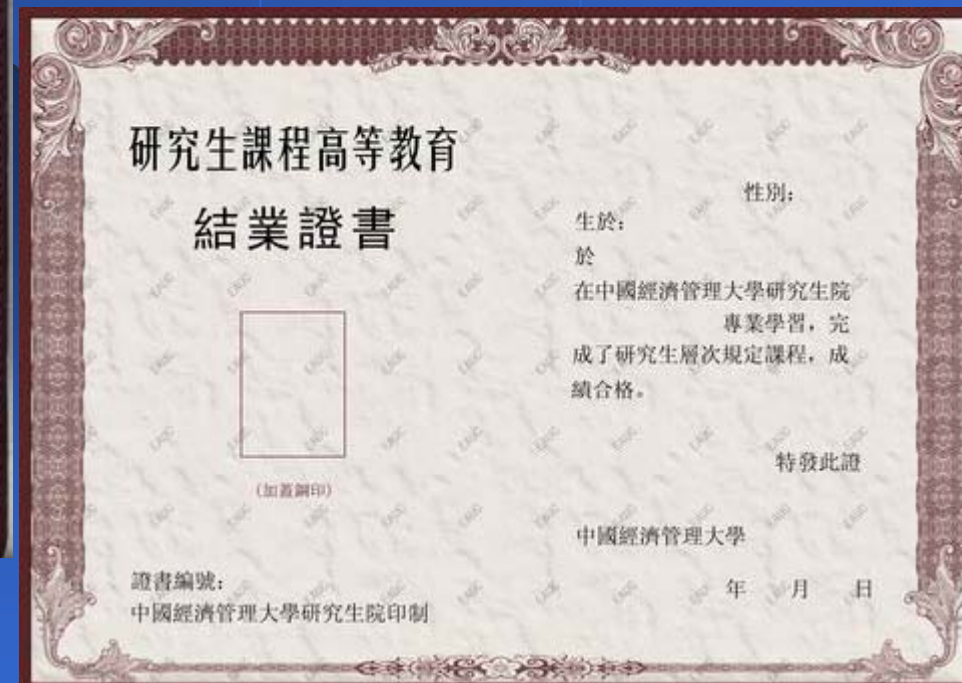 研究生課程高等教育
結業證書
(加蓋鋼印)
證書編號：
中國經濟管理大學研究生院印制
性別：
生於：
於
在中國經濟管理大學研究生院
專業學習，完
成了研究生層次規定課程，成
績合格。
特發此證
中國經濟管理大學
年 月 日